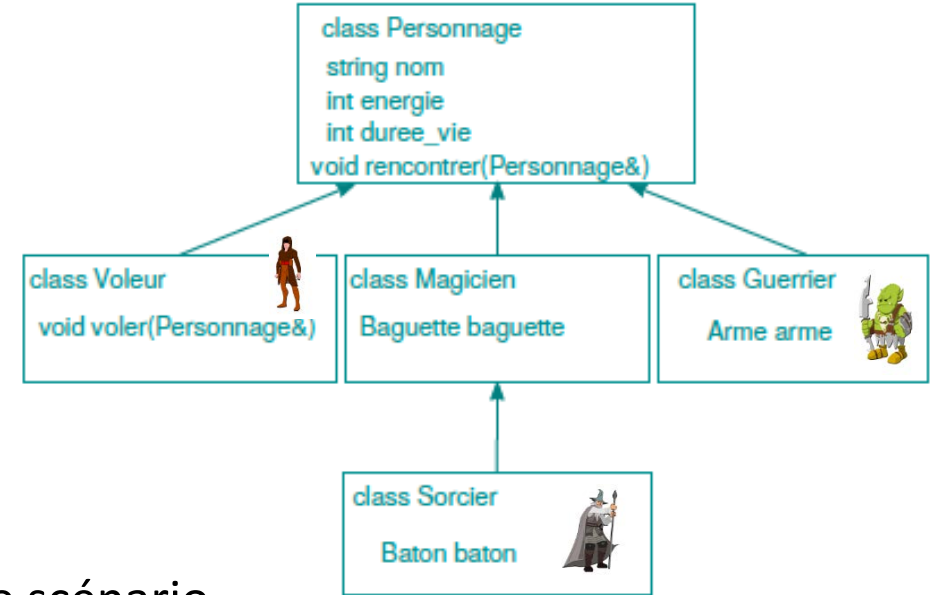 class Personnage
string nom
int energie
int duree_vie
void rencontrer(Personnage&)
class Voleur
void voler(Personnage&)
class Magicien
Baguette baguette
class Guerrier
Arme arme
class Sorcier
Baton baton
scénario